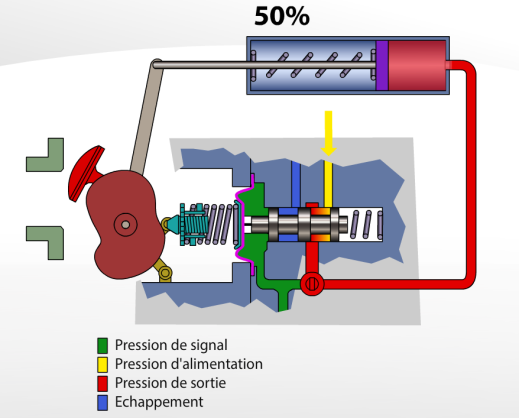 50%
Pression de signal
Pression d'alimentation
Pression de sortie
Echappement